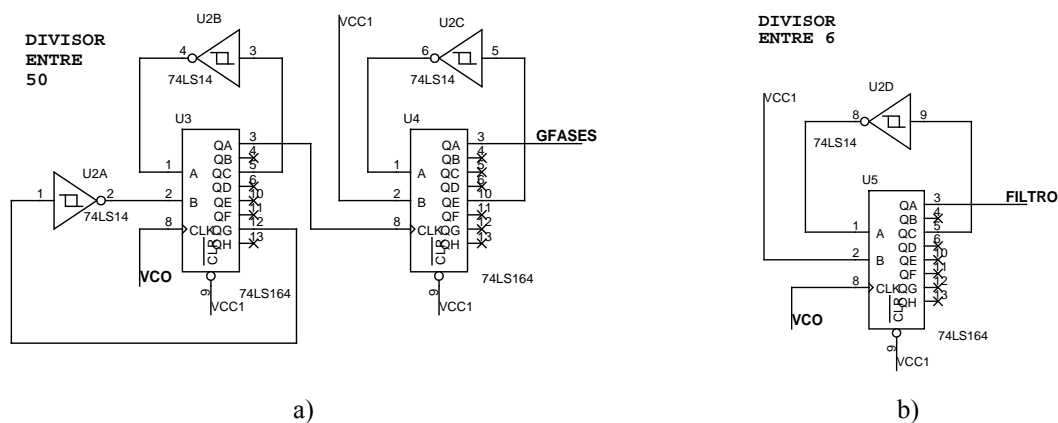 DIVISOR
ENTRE
50
U2B
4
3
74LS14
U3
QA
3
QB
4
A
1
QC
5
QD
6
B
2
QE
10
QF
11
CLK
8
QG
12
QH
13
CLR
9
VCC1
74LS164
U2A
1
2
74LS14
VCO
VCC1
U2C
6
5
74LS14
U4
QA
3
GFASES
QB
4
A
1
QC
5
QD
6
B
2
QE
10
QF
11
CLK
8
QG
12
QH
13
CLR
9
VCC1
74LS164
a)
DIVISOR
ENTRE 6
VCC1
U2D
8
9
74LS14
U5
QA
3
FILTRO
QB
4
A
1
QC
5
QD
6
B
2
QE
10
QF
11
CLK
8
QG
12
QH
13
CLR
9
VCC1
74LS164
VCO
b)